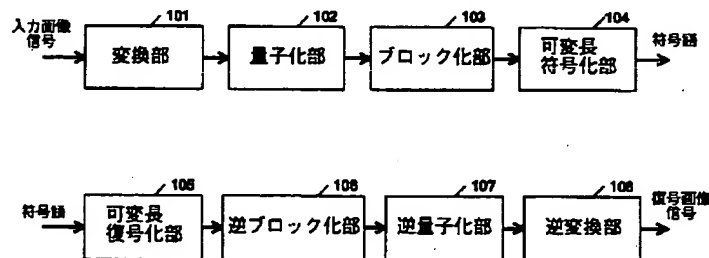 入力画像
信号
101
変換部
102
量子化部
103
ブロック化部
104
可変長
符号化部
符号語
符号語
105
可変長
復号化部
106
逆ブロック化部
107
逆量子化部
108
逆変換部
復号画像
信号